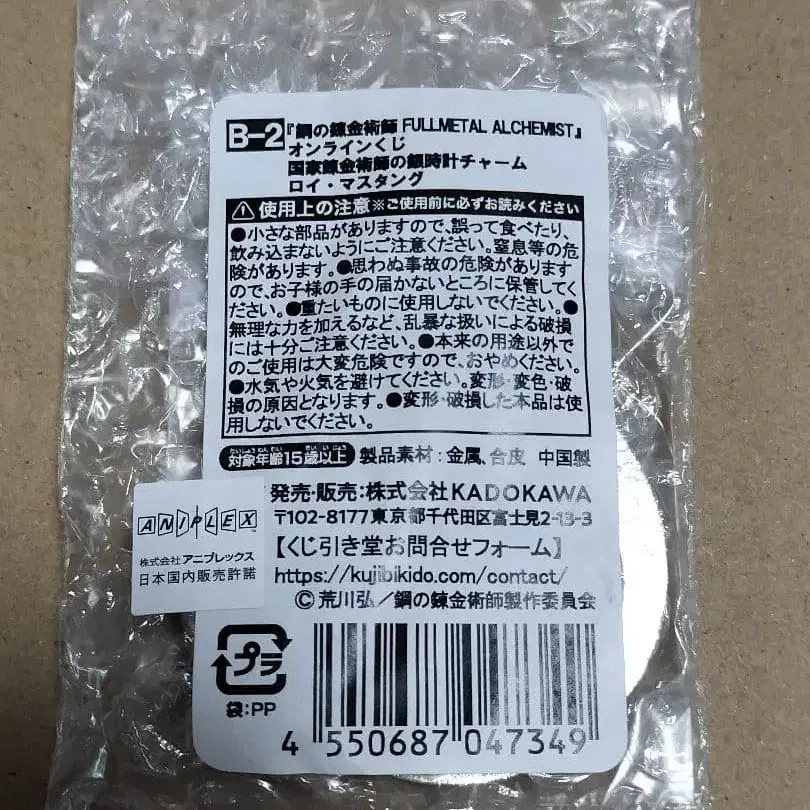 B-2 『鋼の錬金術師 FULLMETAL ALCHEMIST』
オンラインくじ
国家錬金術師の銀時計チャーム
ロイ・マスタング
⚠使用上の注意※ご使用前に必ずお読みください
●小さな部品がありますので、誤って食べたり、
飲み込まないようにご注意ください。窒息等の危
険があります。●思わぬ事故の危険があります
ので、お子様の手の届かないところに保管してく
ださい。●重たいものに使用しないでください。●
無理な力を加えるなど、乱暴な扱いによる破損
には十分ご注意ください。●本来の用途以外で
のご使用は大変危険ですので、おやめください。
●水気や火気を避けてください。変形・変色・破
損の原因となります。●変形・破損した本品は使
用しないでください。
たいしょうねんれい さいいじょう
対象年齢15歳以上 製品素材:金属、合皮 中国製
発売・販売:株式会社KADOKAWA
〒102-8177東京都千代田区富士見2-13-3
【くじ引き堂お問合せフォーム】
https://kujibikido.com/contact/
© 荒川弘/鋼の錬金術師製作委員会
ANIPLEX
株式会社アニプレックス
日本国内販売許諾
プラ
袋:PP
4 550687 047349